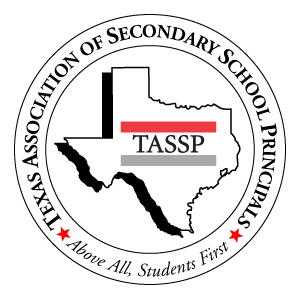 TEXAS ASSOCIATION OF SECONDARY SCHOOL PRINCIPALS
TASSP
Above All, Students First